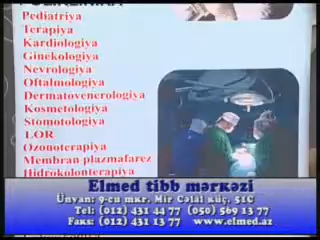 Pediatriya
Terapiya
Kardiologiya
Ginekologiya
Nevrologiya
Oftalmologiya
Dermatovenerologiya
Kosmetologiya
Stomotologiya
LOR
Ozonoterapiya
Membran plazmafarez
Hidrokolonterapiya
Elmed tibb mərkəzi
Ünvan: 9-cu mkr. Mir Cəlal küç. 51C
Tel: (012) 431 44 77 (050) 569 13 77
Faks: (012) 431 13 77 www.elmed.az